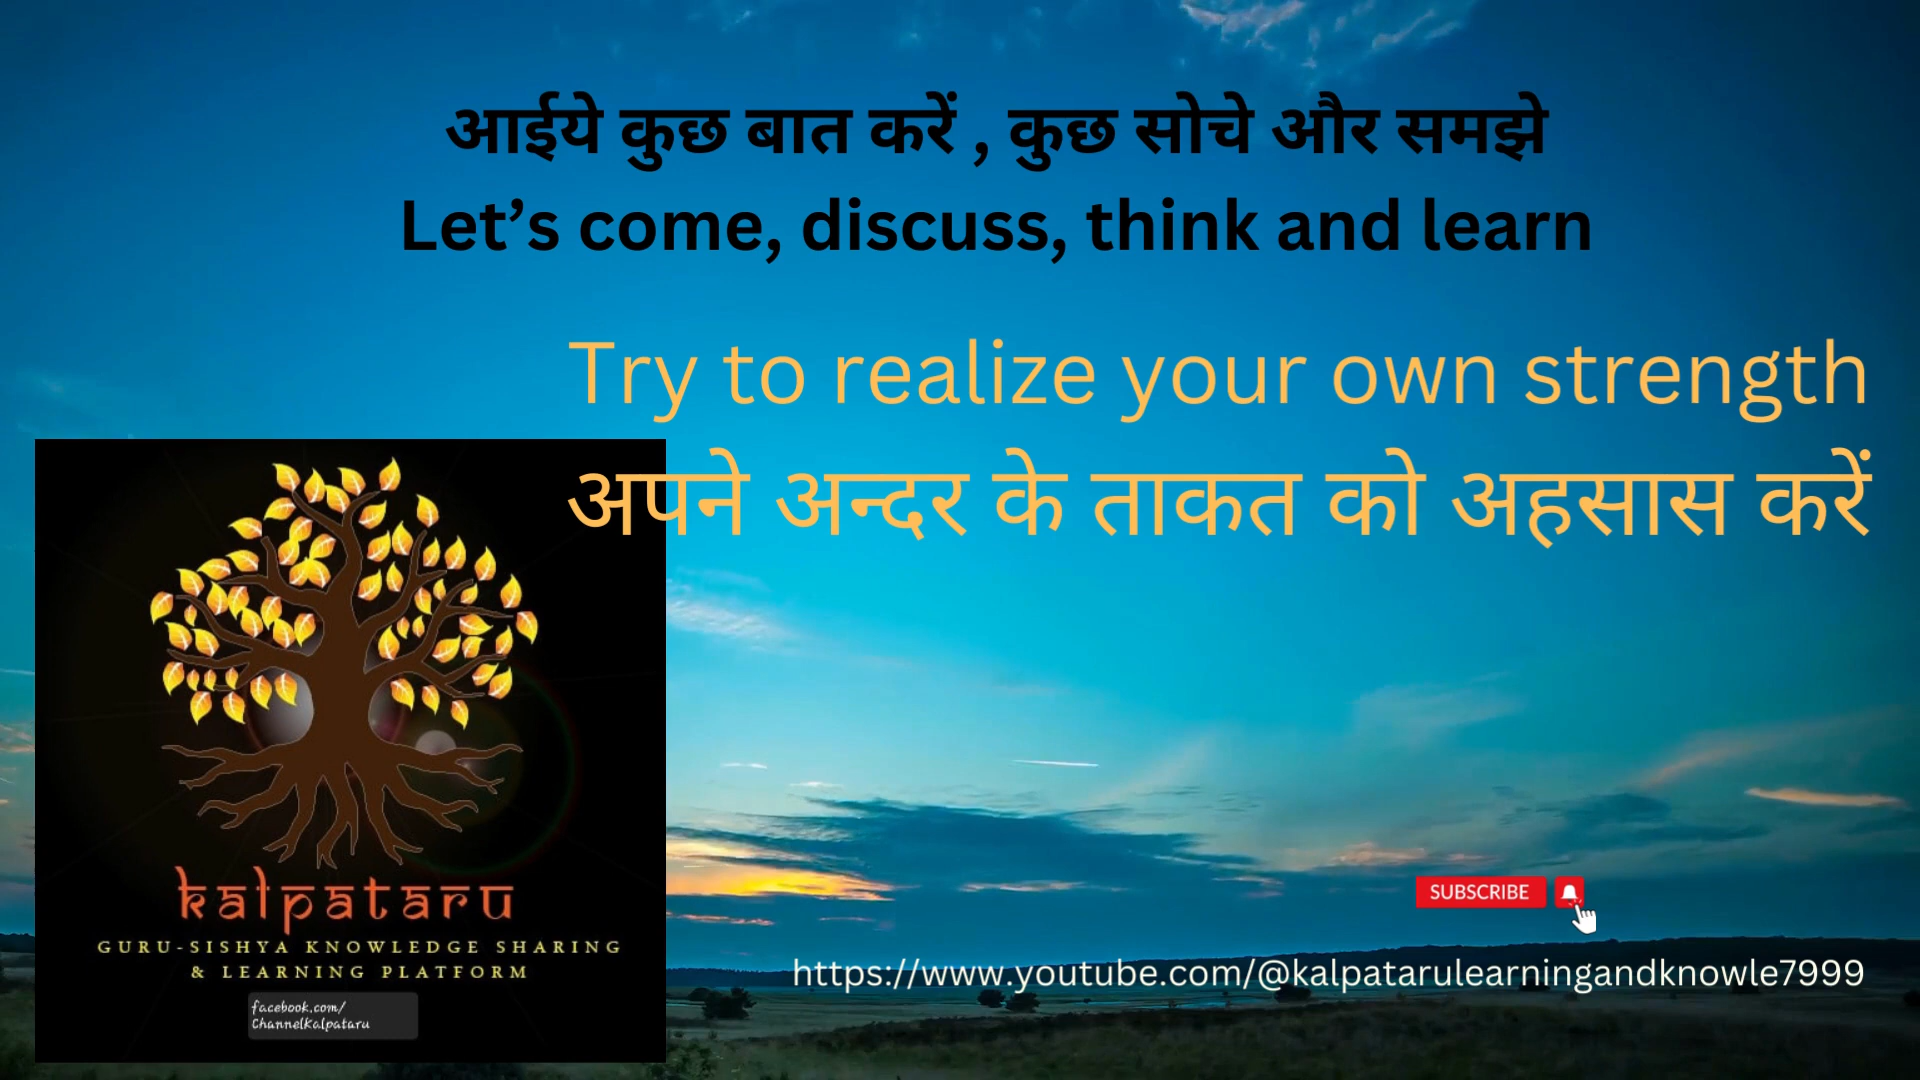 आईये कुछ बात करें , कुछ सोचे और समझे
Let's come, discuss, think and learn
Try to realize your own strength
अपने अन्दर के ताकत को अहसास करें
kalpataru
GURU-SISHYA KNOWLEDGE SHARING
& LEARNING PLATFORM
facebook.com/
ChannelKalpataru
SUBSCRIBE
https://www.youtube.com/@kalpatarulearningandknowle7999